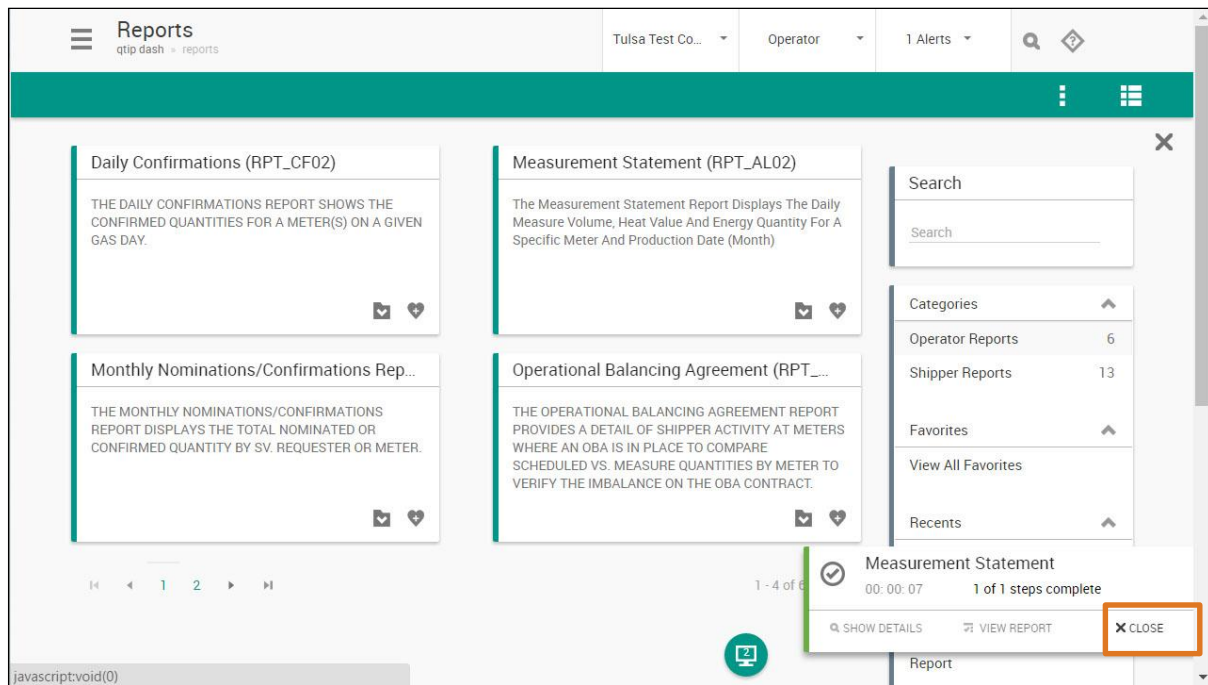 Reports
qtip dash » reports
Tulsa Test Co...
Operator
1 Alerts
Daily Confirmations (RPT_CF02)
THE DAILY CONFIRMATIONS REPORT SHOWS THE
CONFIRMED QUANTITIES FOR A METER(S) ON A GIVEN
GAS DAY.
Measurement Statement (RPT_AL02)
The Measurement Statement Report Displays The Daily
Measure Volume, Heat Value And Energy Quantity For A
Specific Meter And Production Date (Month)
Monthly Nominations/Confirmations Rep...
THE MONTHLY NOMINATIONS/CONFIRMATIONS
REPORT DISPLAYS THE TOTAL NOMINATED OR
CONFIRMED QUANTITY BY SV. REQUESTER OR METER.
Operational Balancing Agreement (RPT_...
THE OPERATIONAL BALANCING AGREEMENT REPORT
PROVIDES A DETAIL OF SHIPPER ACTIVITY AT METERS
WHERE AN OBA IS IN PLACE TO COMPARE
SCHEDULED VS. MEASURE QUANTITIES BY METER TO
VERIFY THE IMBALANCE ON THE OBA CONTRACT.
1 2
1 - 4 of 6
Search
Search
Categories
Operator Reports 6
Shipper Reports 13
Favorites
View All Favorites
Recents
Measurement Statement
00: 00: 07 1 of 1 steps complete
SHOW DETAILS VIEW REPORT CLOSE
Report
2
javascript:void(0)